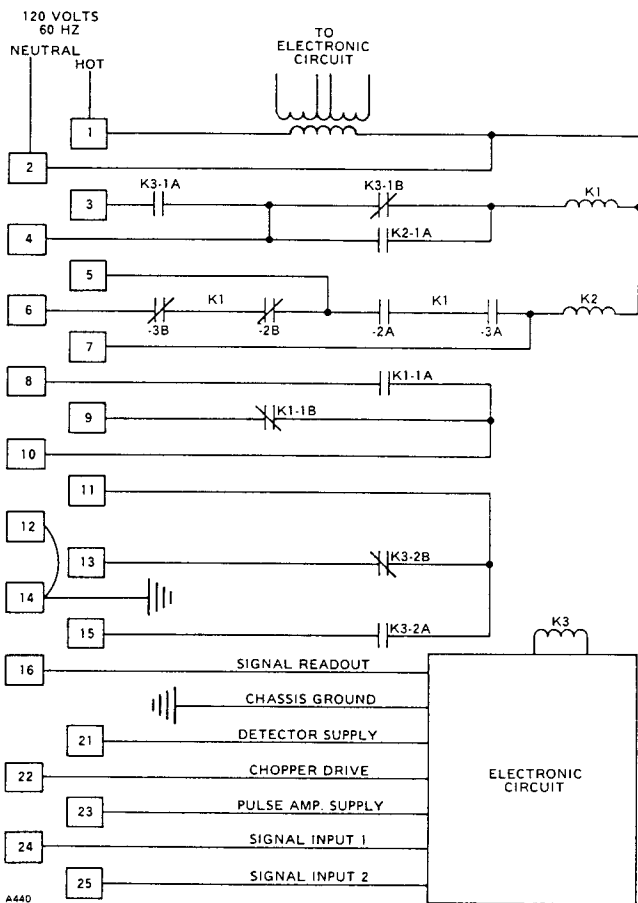 120 VOLTS
60 HZ
NEUTRAL
HOT
TO
ELECTRONIC
CIRCUIT
1
2
3
K3-1A
K3-1B
K1
4
K2-1A
5
6
K1
K1
K2
-3B
-2B
-2A
-3A
7
8
K1-1A
9
K1-1B
10
11
12
13
K3-2B
14
15
K3-2A
K3
16
SIGNAL READOUT
CHASSIS GROUND
21
DETECTOR SUPPLY
22
CHOPPER DRIVE
ELECTRONIC
CIRCUIT
23
PULSE AMP. SUPPLY
24
SIGNAL INPUT 1
25
SIGNAL INPUT 2
A440